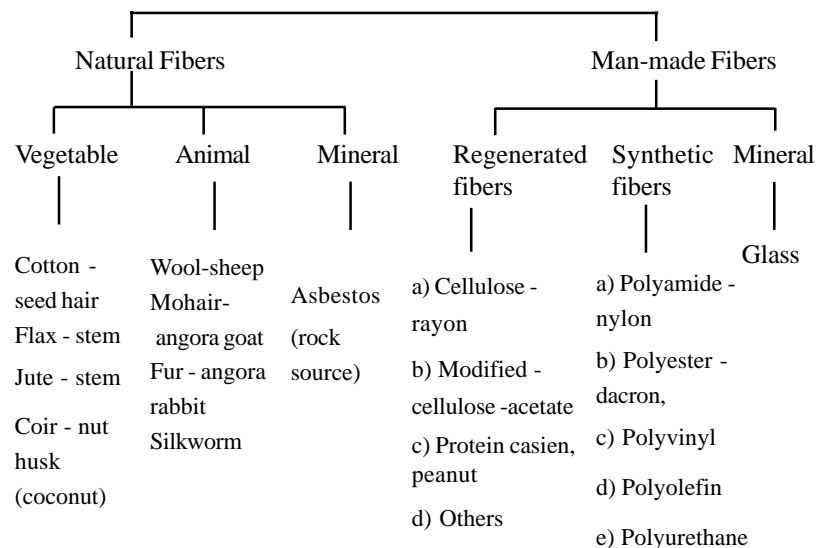 Natural Fibers
Man-made Fibers
Vegetable
Animal
Mineral
Regenerated
fibers
Synthetic
fibers
Mineral
Cotton -
seed hair
Flax - stem
Jute - stem
Coir - nut
husk
(coconut)
Wool-sheep
Mohair-
angora goat
Fur - angora
rabbit
Silkworm
Asbestos
(rock
source)
a) Cellulose -
rayon
b) Modified -
cellulose -acetate
c) Protein casien,
peanut
d) Others
a) Polyamide -
nylon
b) Polyester -
dacron,
c) Polyvinyl
d) Polyolefin
e) Polyurethane
Glass